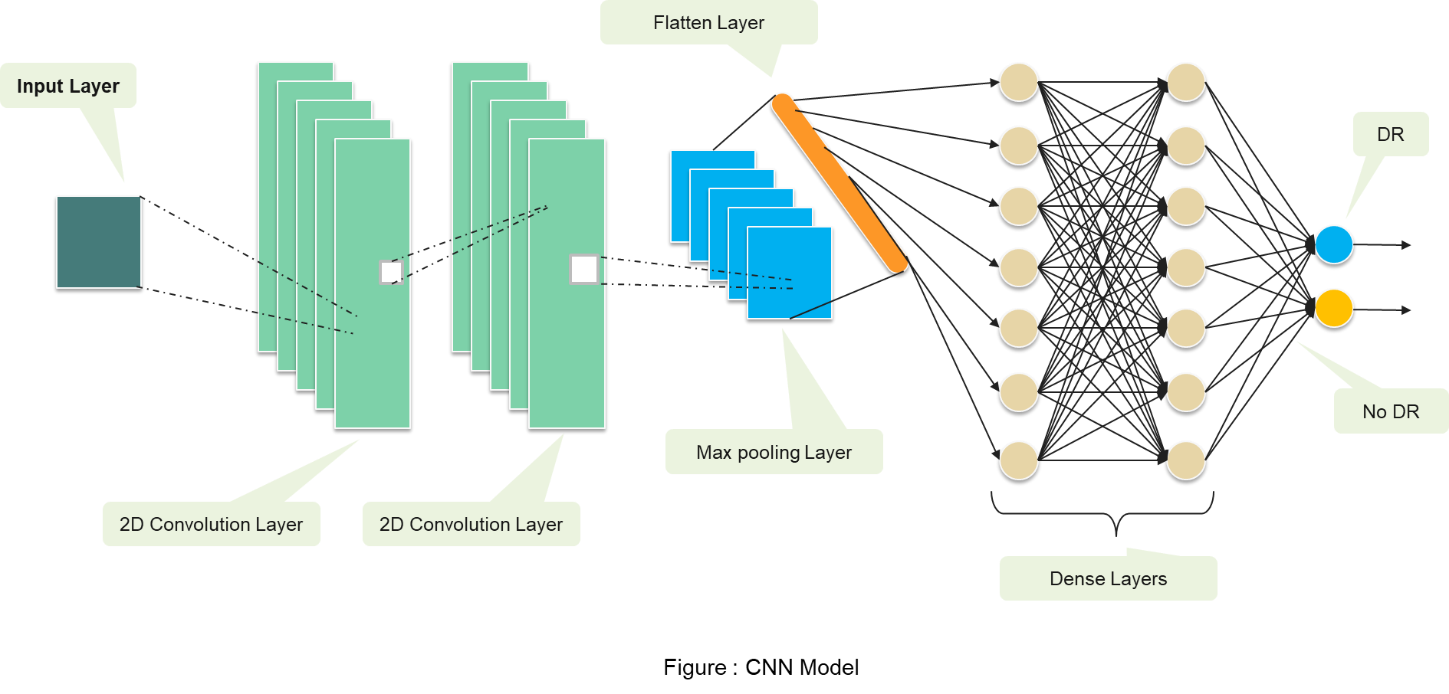 Flatten Layer
Input Layer
DR
No DR
Max pooling Layer
2D Convolution Layer
2D Convolution Layer
Dense Layers
Figure : CNN Model